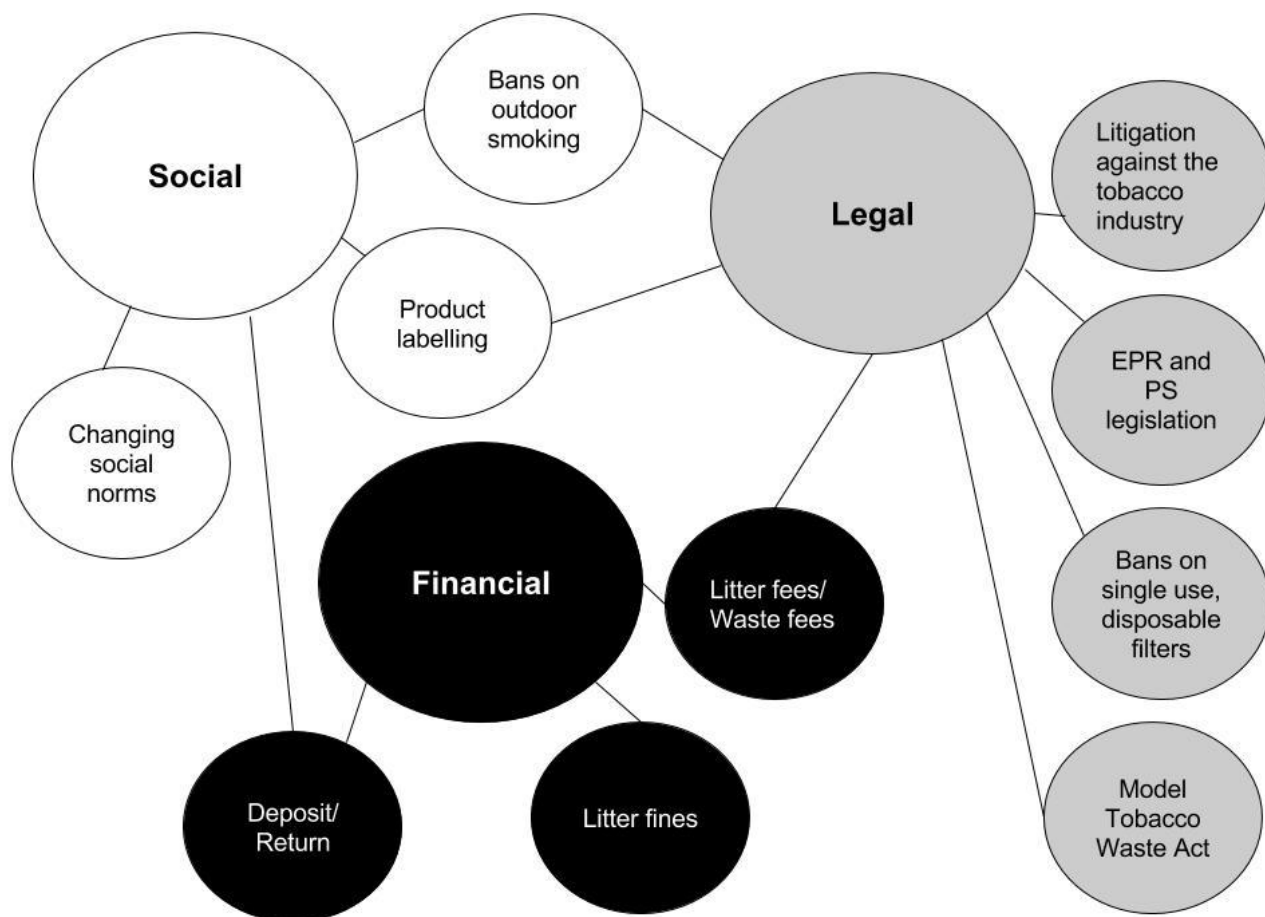 Social
Bans on
outdoor
smoking
Legal
Litigation
against the
tobacco
industry
Product
labelling
EPR and
PS
legislation
Changing
social
norms
Financial
Litter fees/
Waste fees
Bans on
single use,
disposable
filters
Deposit/
Return
Litter fines
Model
Tobacco
Waste Act